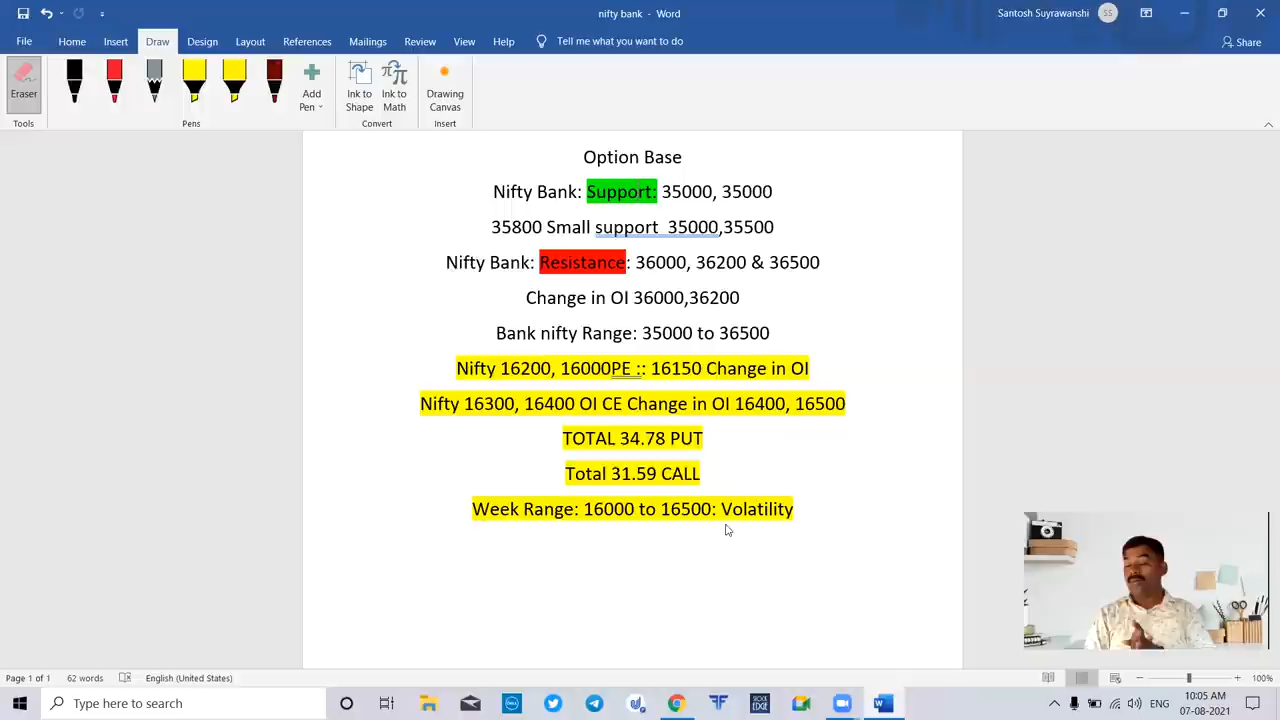 nifty bank - Word
Santosh Suyrawanshi
SS
File
Home
Insert
Draw
Design
Layout
References
Mailings
Review
View
Help
Tell me what you want to do
Share
Eraser
Add Pen
Ink to Shape
Ink to Math
Drawing Canvas
Tools
Pens
Convert
Insert
Option Base
Nifty Bank: Support: 35000, 35000
35800 Small support 35000,35500
Nifty Bank: Resistance: 36000, 36200 & 36500
Change in OI 36000,36200
Bank nifty Range: 35000 to 36500
Nifty 16200, 16000PE :: 16150 Change in OI
Nifty 16300, 16400 OI CE Change in OI 16400, 16500
TOTAL 34.78 PUT
Total 31.59 CALL
Week Range: 16000 to 16500: Volatility
Page 1 of 1
62 words
English (United States)
100%
Type here to search
DELL
STOCK EDGE
ENG
10:05 AM
07-08-2021